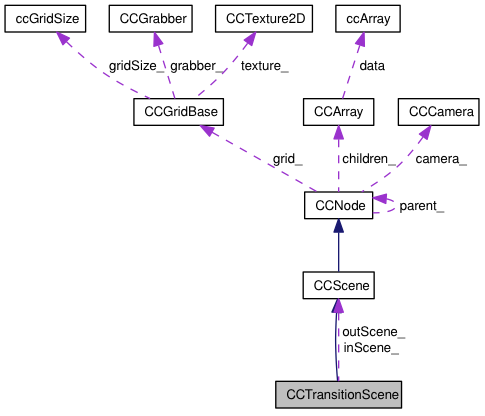 ccGridSize
CCGrabber
CCTexture2D
ccArray
gridSize_
grabber_
texture_
data
CCGridBase
CCArray
CCCamera
grid_
children_
camera_
CCNode
parent_
CCScene
outScene_
inScene_
CCTransitionScene